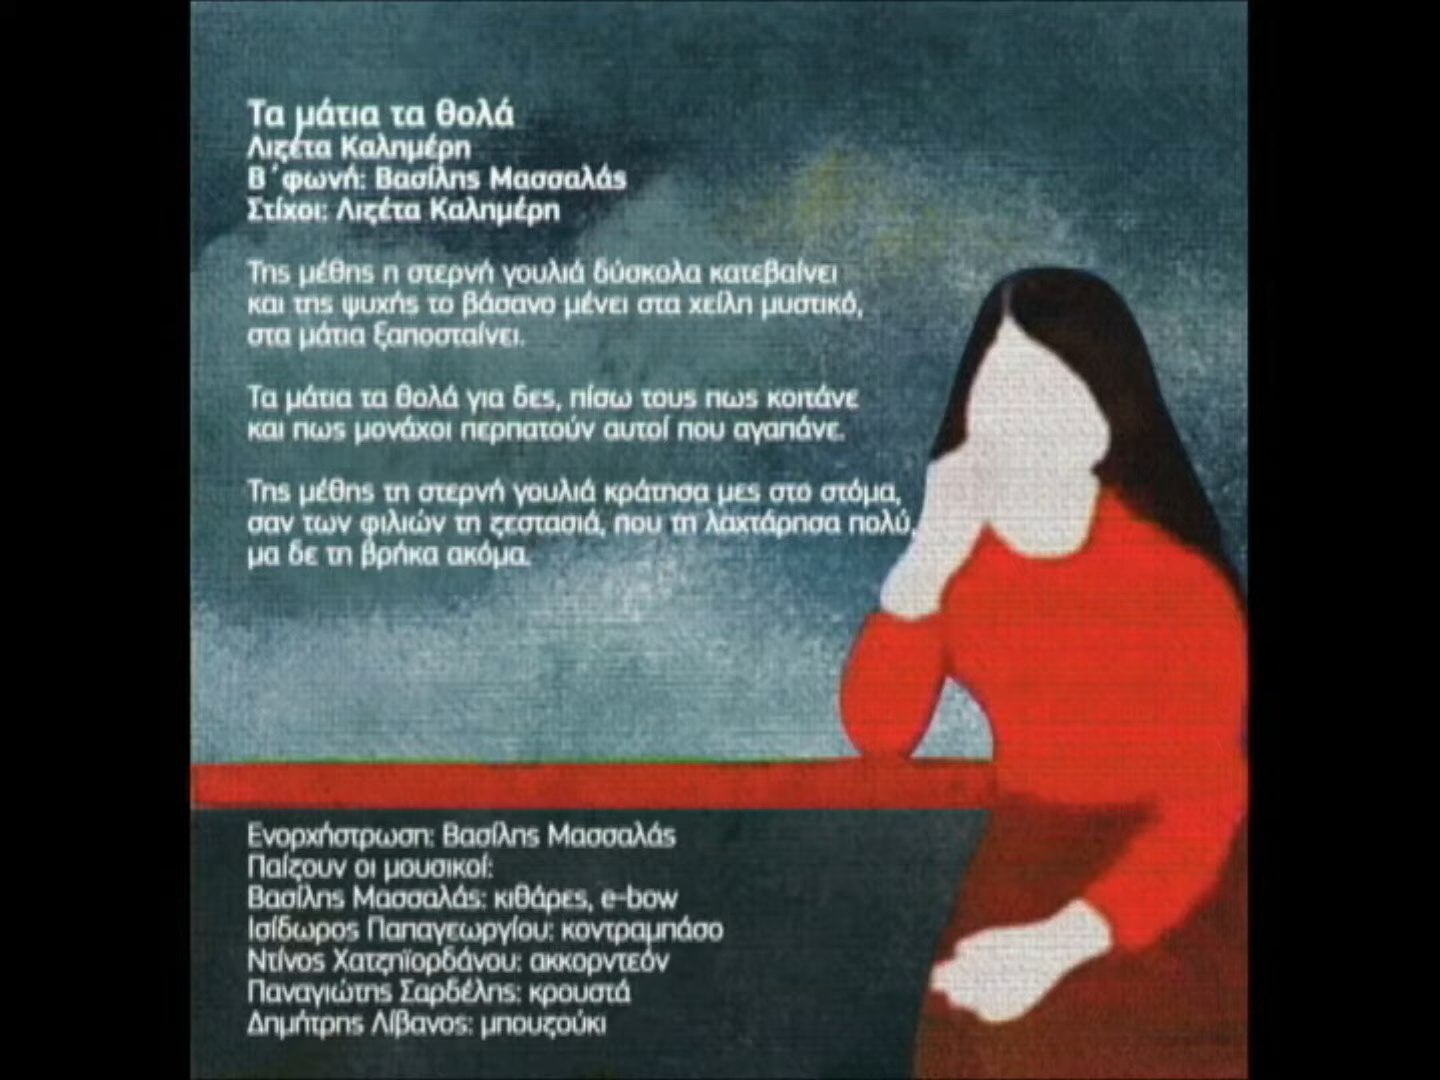 Τα μάτια τα θολά
Λιζέτα Καλημέρη
Β΄φωνή: Βασίλης Μασσαλάς
Στίχοι: Λιζέτα Καλημέρη
Της μέθης η στερνή γουλιά δύσκολα κατεβαίνει
και της ψυχής το βάσανο μένει στα χείλη μυστικό,
στα μάτια ξαποσταίνει.
Τα μάτια τα θολά για δες, πίσω τους πως κοιτάνε
και πως μονάχοι περπατούν αυτοί που αγαπάνε.
Της μέθης τη στερνή γουλιά κράτησα μες στο στόμα,
σαν των φιλιών τη ζεστασιά, που τη λαχτάρησα πολύ,
μα δε τη βρήκα ακόμα.
Ενορχήστρωση: Βασίλης Μασσαλάς
Παίζουν οι μουσικοί:
Βασίλης Μασσαλάς: κιθάρες, e-bow
Ισίδωρος Παπαγεωργίου: κοντραμπάσο
Ντίνος Χατζηϊορδάνου: ακκορντεόν
Παναγιώτης Σαρδέλης: κρουστά
Δημήτρης Λίβανος: μπουζούκι